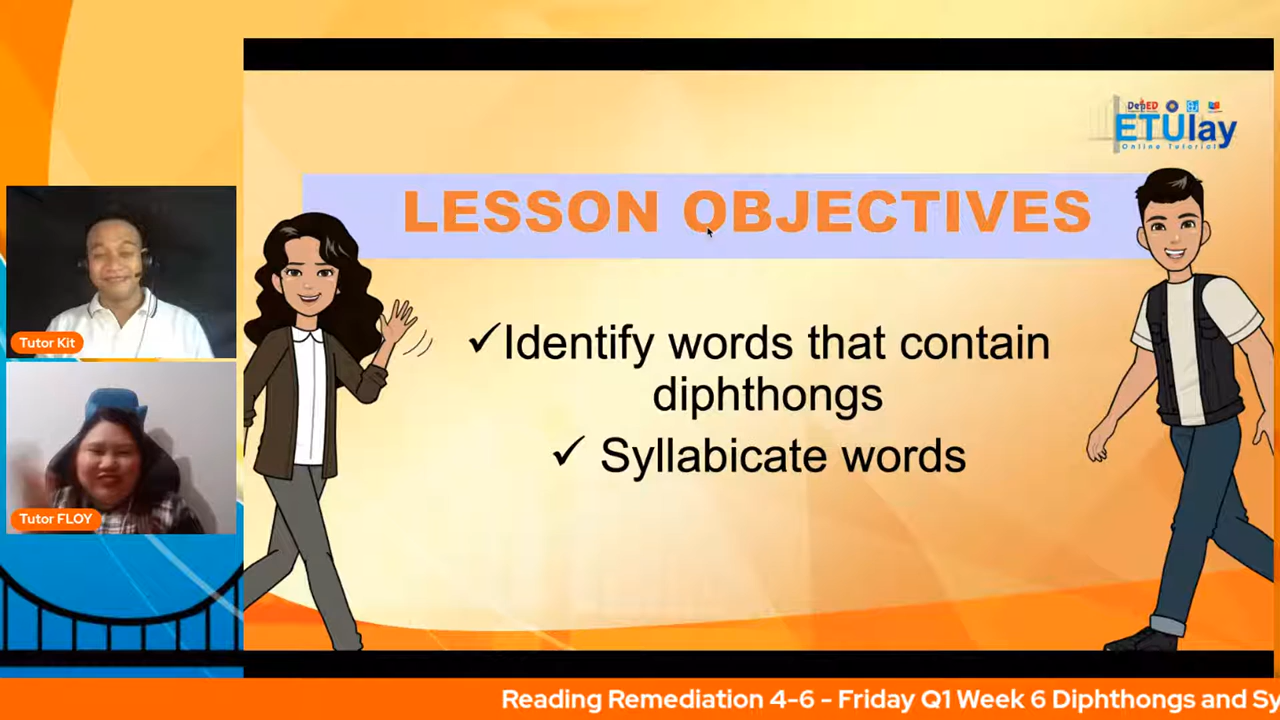 DepED
ETUlay
Online Tutorial
LESSON OBJECTIVES
✓Identify words that contain
diphthongs
✓ Syllabicate words
Tutor Kit
Tutor FLOY
Reading Remediation 4-6 - Friday Q1 Week 6 Diphthongs and Sy